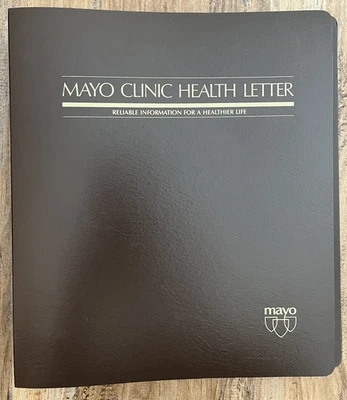 MAYO CLINIC HEALTH LETTER
RELIABLE INFORMATION FOR A HEALTHIER LIFE
mayo